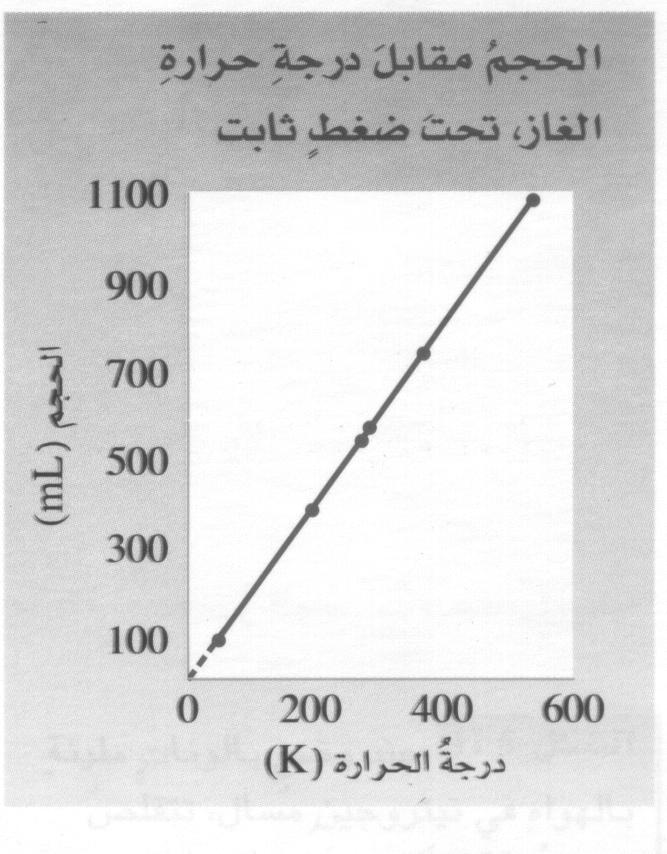 الحجمُ مقابلَ درجةِ حرارةِ
الغاز، تحتَ ضغطٍ ثابت
1100
900
700
500
300
100
الحجم (mL)
0 200 400 600
درجةُ الحرارة (K)